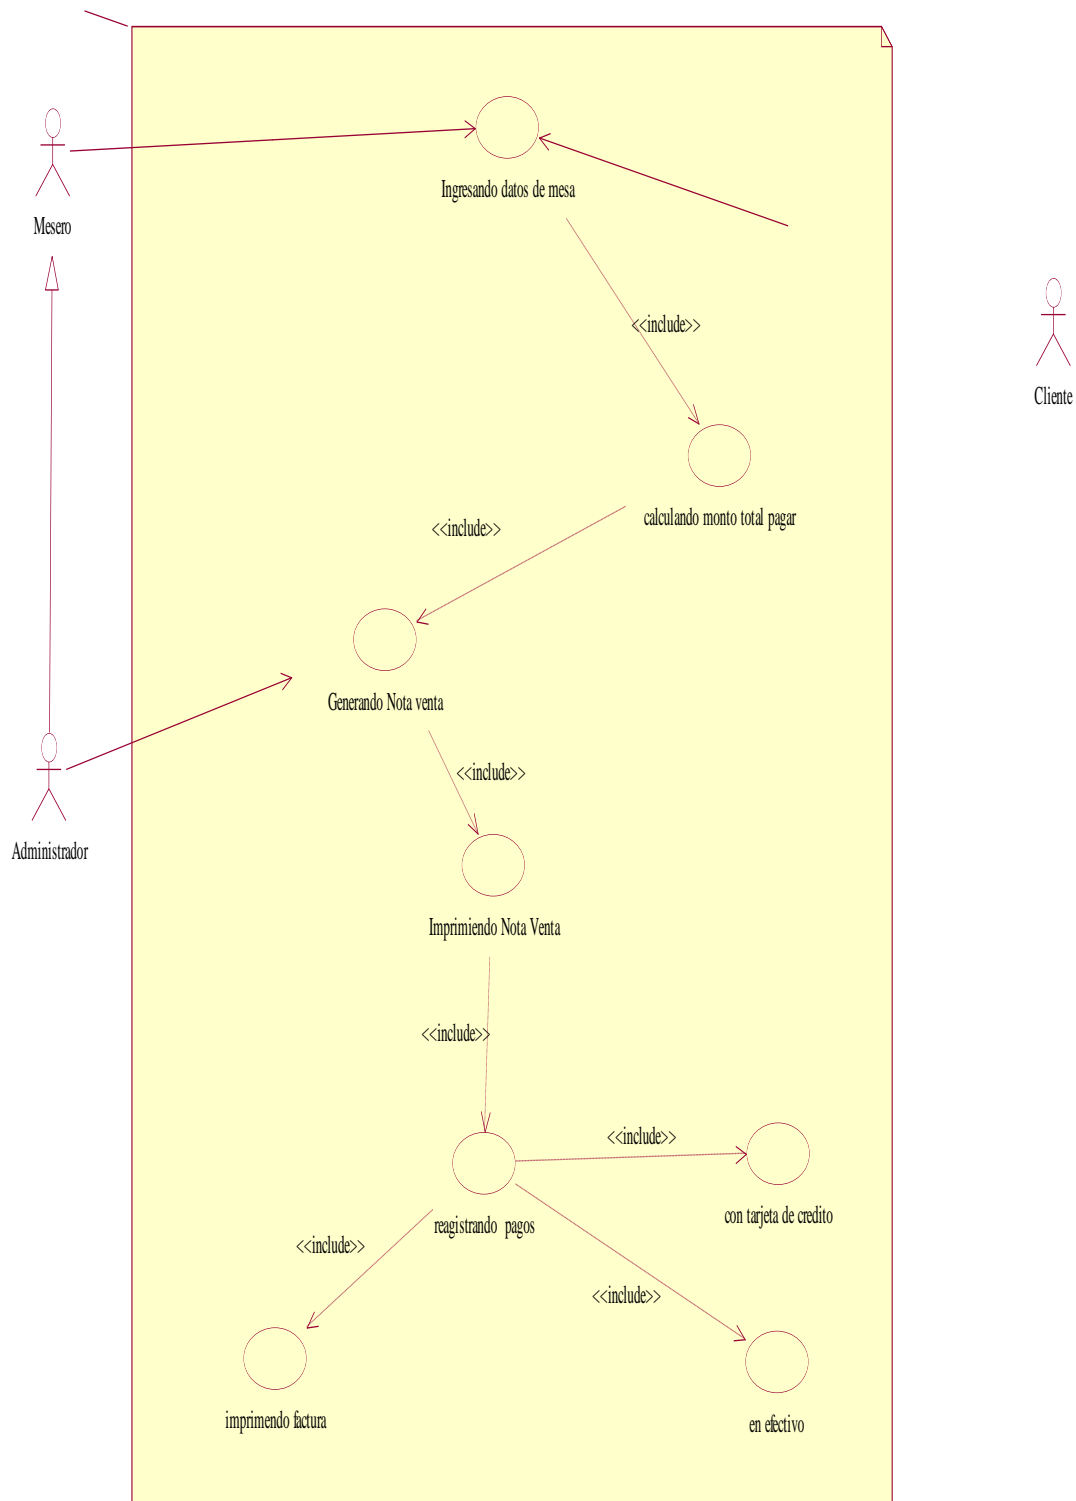 Ingresando datos de mesa
Mesero
<<include>>
Cliente
calculando monto total pagar
<<include>>
Generando Nota venta
<<include>>
Administrador
Imprimiendo Nota Venta
<<include>>
<<include>>
con tarjeta de credito
reagistrando pagos
<<include>>
<<include>>
imprimendo factura
en efectivo